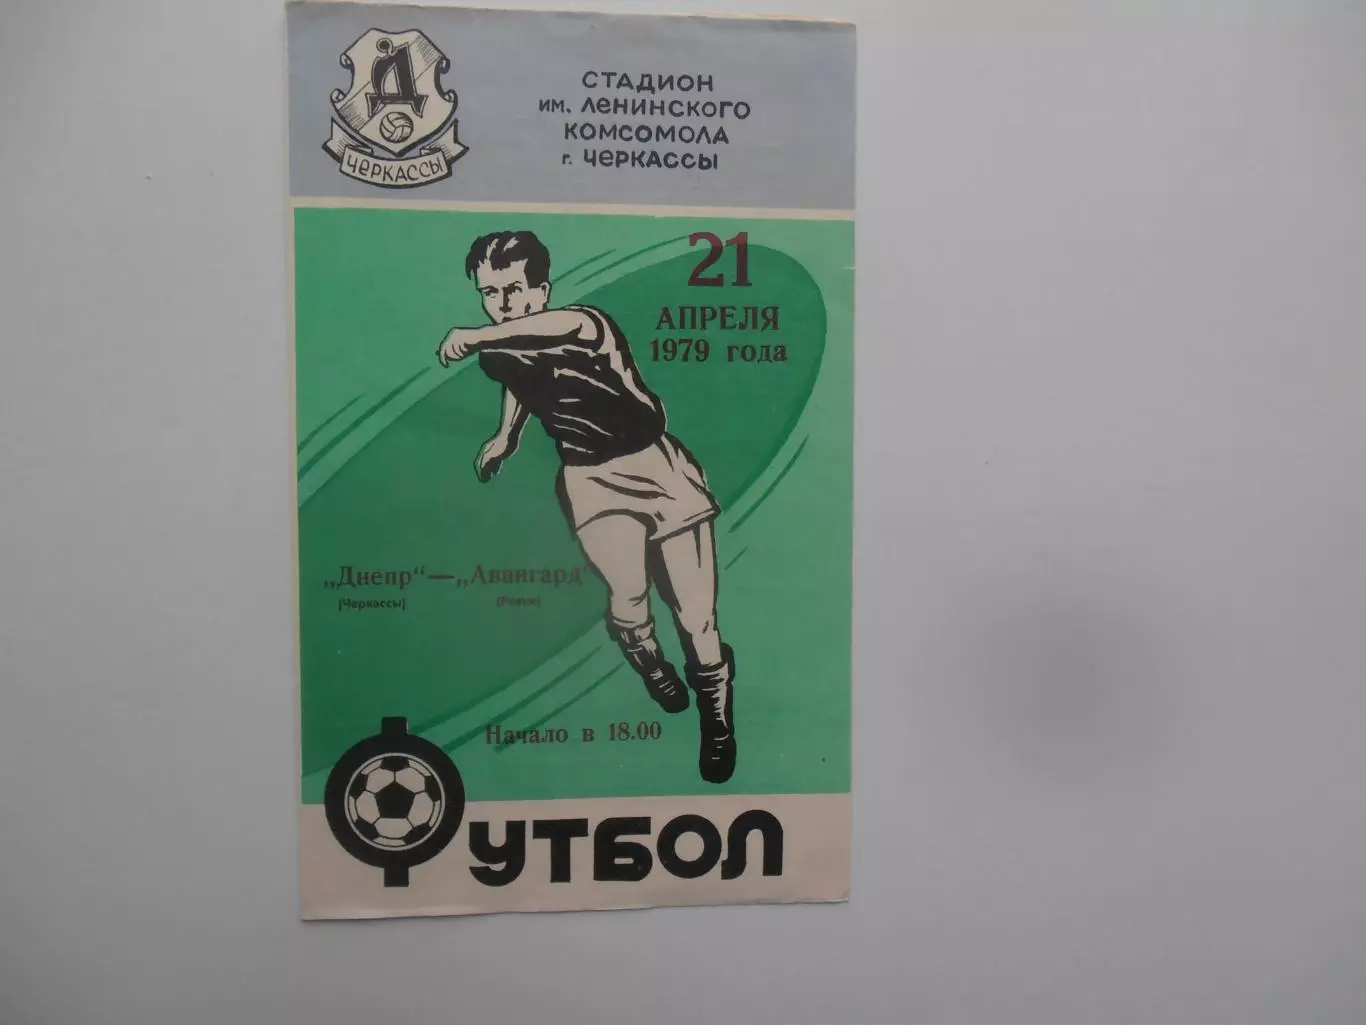 Д
ЧЕРКАССЫ
СТАДИОН
им. ЛЕНИНСКОГО
КОМСОМОЛА
г. ЧЕРКАССЫ
21
АПРЕЛЯ
1979 года
„Днепр“ — „Авангард“
(Черкассы) (Ровно)
Начало в 18.00
ФУТБОЛ